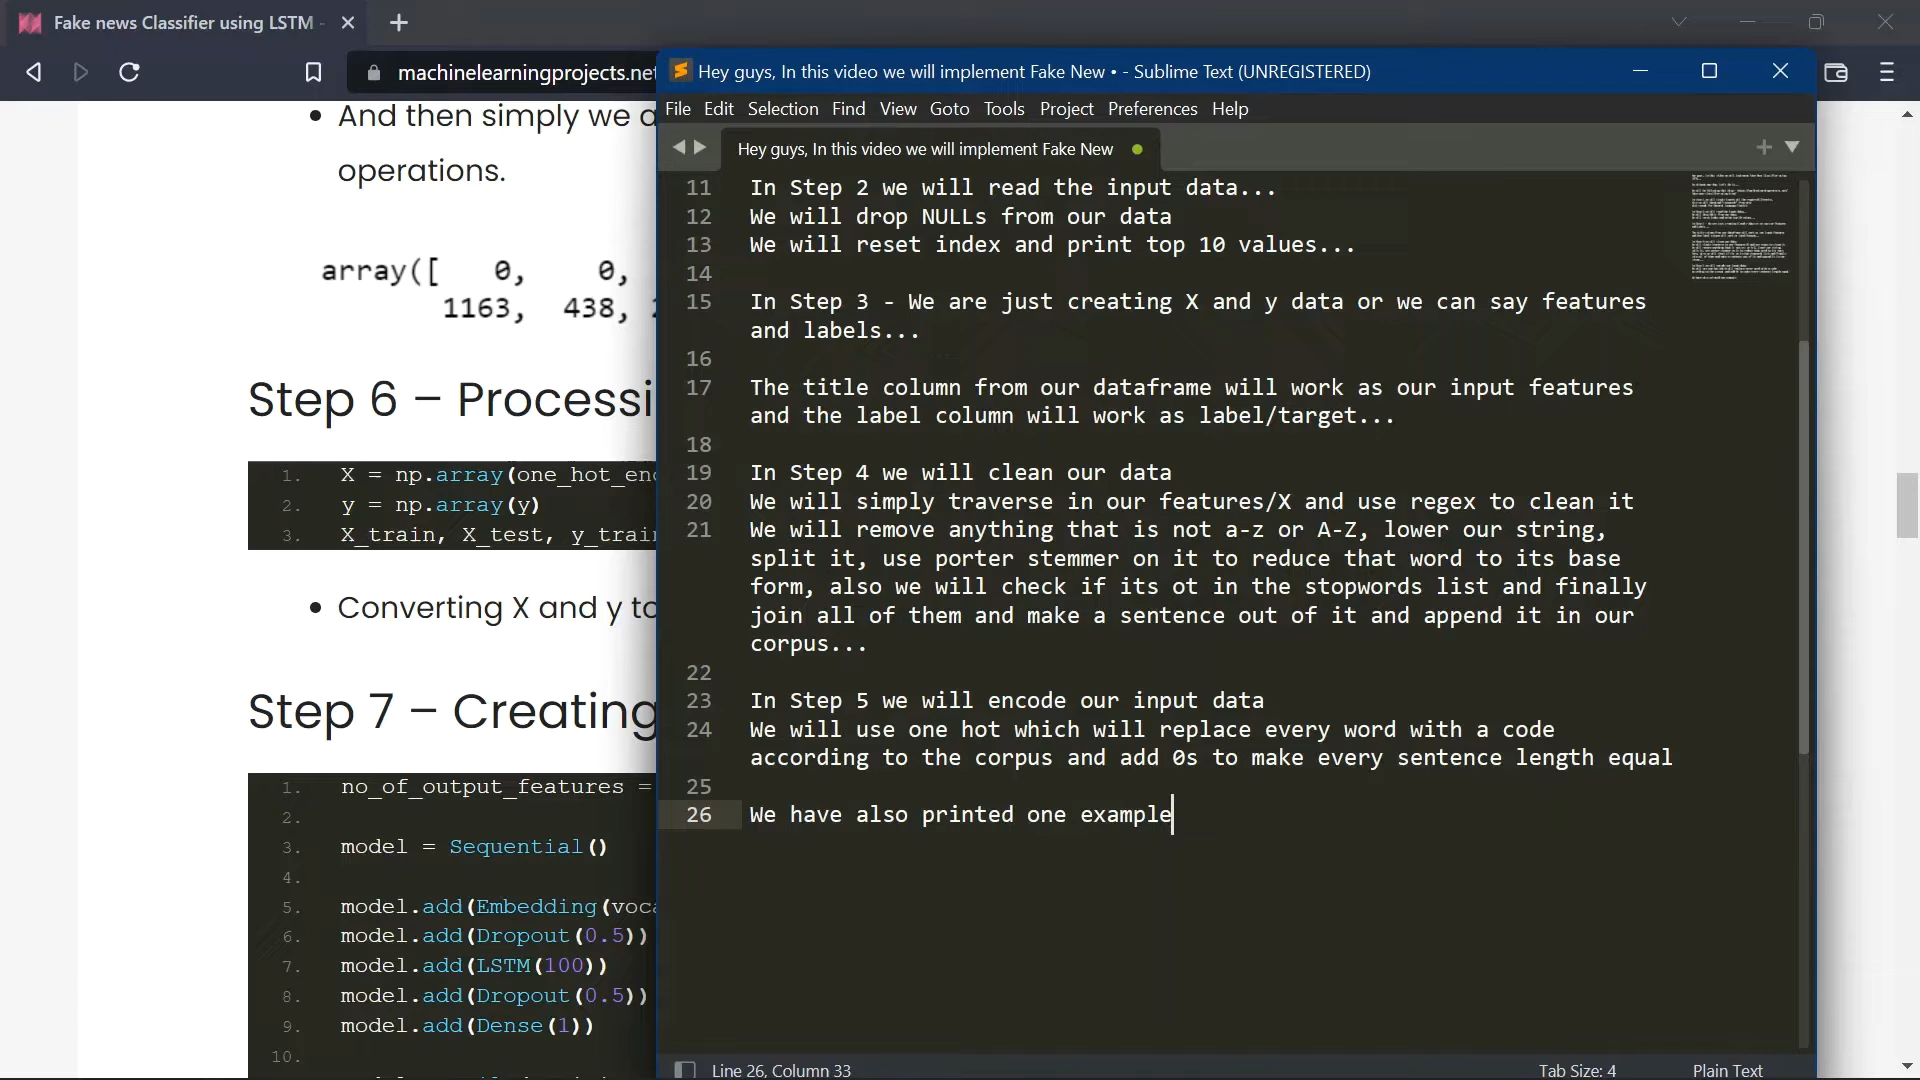 Fake news Classifier using LSTM -
machinelearningprojects.net
Hey guys, In this video we will implement Fake New • - Sublime Text (UNREGISTERED)
File Edit Selection Find View Goto Tools Project Preferences Help
Hey guys, In this video we will implement Fake New
And then simply we
operations.
array([ 0, 0,
1163, 438,
Step 6 – Processi
1. X = np.array(one_hot_en
2. y = np.array(y)
3. X_train, X_test, y_trai
Converting X and y to
Step 7 – Creating
1. no_of_output_features =
2.
3. model = Sequential()
4.
5. model.add(Embedding(voc
6. model.add(Dropout(0.5))
7. model.add(LSTM(100))
8. model.add(Dropout(0.5))
9. model.add(Dense(1))
10.
11 In Step 2 we will read the input data...
12 We will drop NULLs from our data
13 We will reset index and print top 10 values...
14
15 In Step 3 - We are just creating X and y data or we can say features
and labels...
16
17 The title column from our dataframe will work as our input features
and the label column will work as label/target...
18
19 In Step 4 we will clean our data
20 We will simply traverse in our features/X and use regex to clean it
21 We will remove anything that is not a-z or A-Z, lower our string,
split it, use porter stemmer on it to reduce that word to its base
form, also we will check if its ot in the stopwords list and finally
join all of them and make a sentence out of it and append it in our
corpus...
22
23 In Step 5 we will encode our input data
24 We will use one hot which will replace every word with a code
according to the corpus and add 0s to make every sentence length equal
25
26 We have also printed one example
Line 26, Column 33
Tab Size: 4
Plain Text